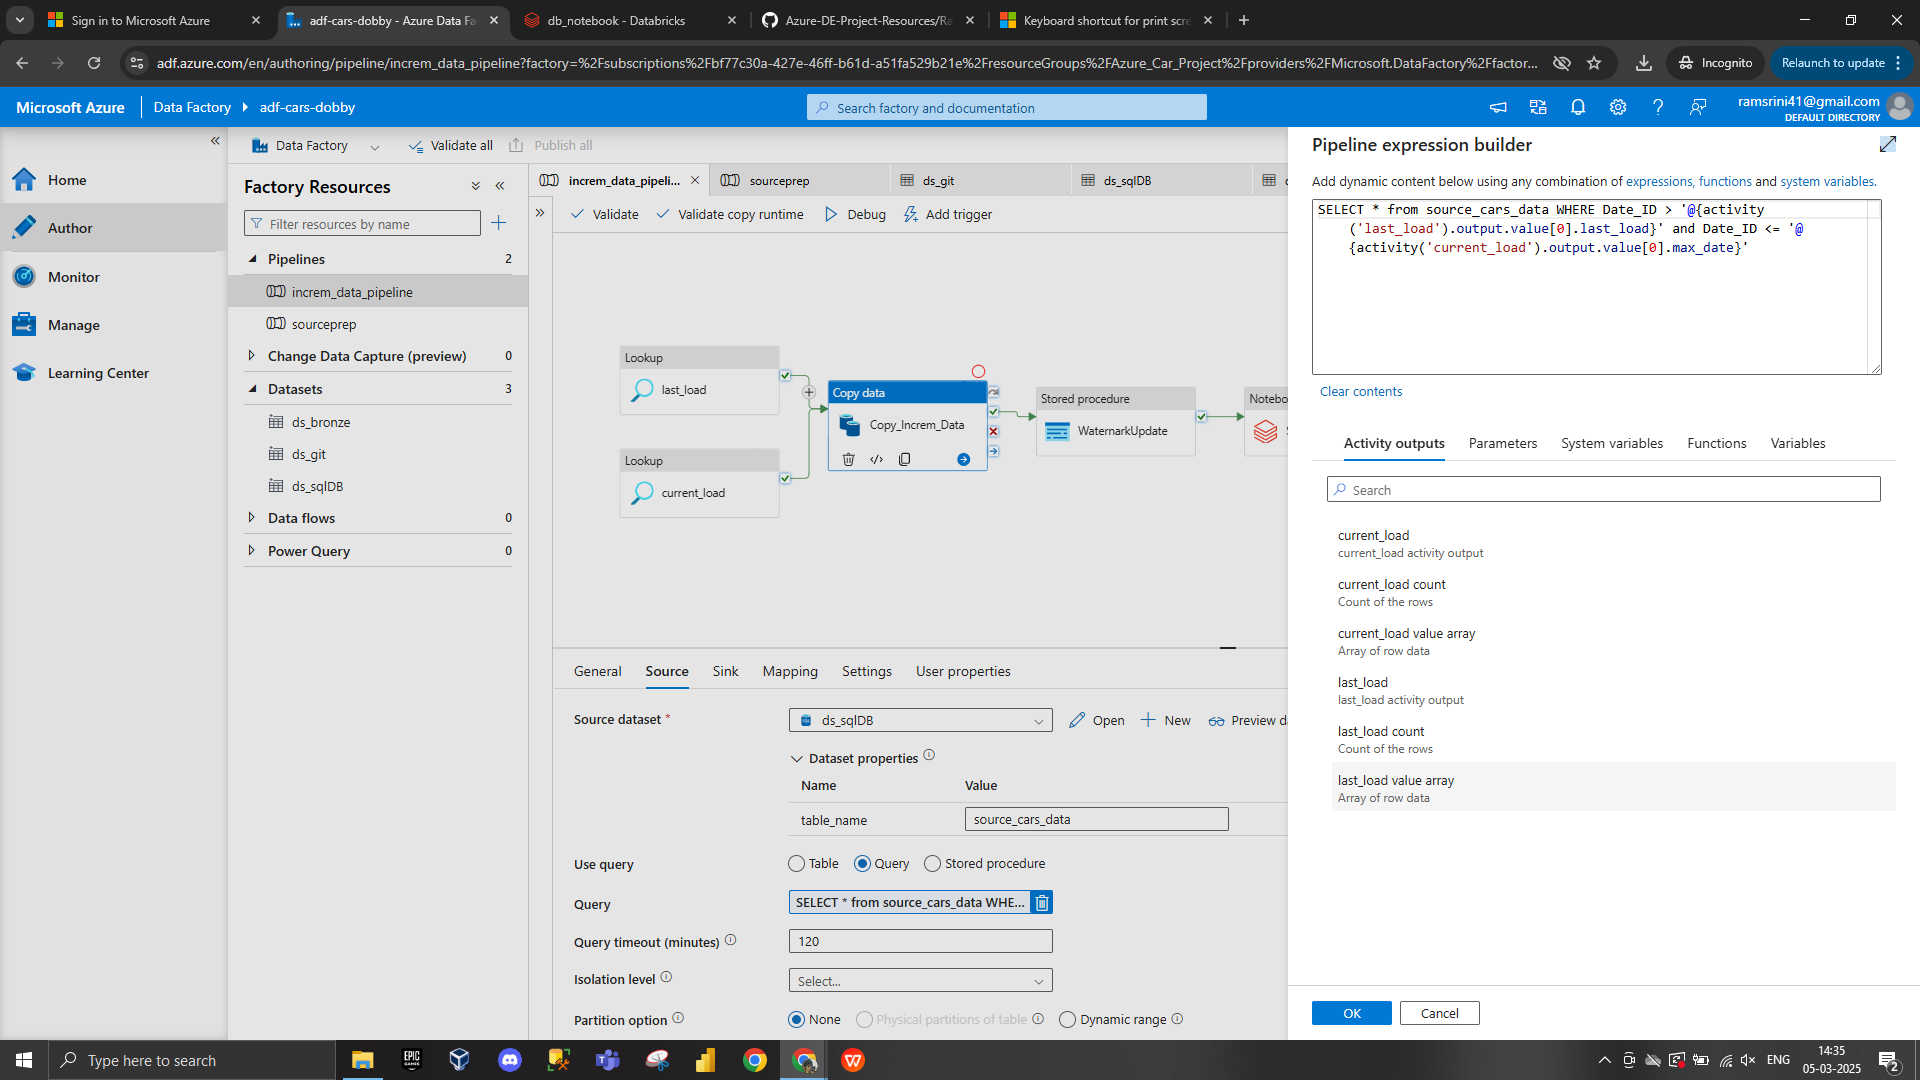 Sign in to Microsoft Azure
adf-cars-dobby - Azure Data Fa
db_notebook - Databricks
Azure-DE-Project-Resources/Ra
Keyboard shortcut for print scre
adf.azure.com/en/authoring/pipeline/increm_data_pipeline?factory=%2Fsubscriptions%2Fbf77c30a-427e-46ff-b61d-a51fa529b21e%2FresourceGroups%2FAzure_Car_Project%2Fproviders%2FMicrosoft.DataFactory%2Ffactor...
Incognito
Relaunch to update
Microsoft Azure
Data Factory
adf-cars-dobby
Search factory and documentation
ramsrini41@gmail.com
DEFAULT DIRECTORY
Home
Author
Monitor
Manage
Learning Center
Data Factory
Validate all
Publish all
Factory Resources
Filter resources by name
Pipelines 2
increm_data_pipeline
sourceprep
Change Data Capture (preview) 0
Datasets 3
ds_bronze
ds_git
ds_sqlDB
Data flows 0
Power Query 0
increm_data_pipeli...
sourceprep
ds_git
ds_sqlDB
Validate
Validate copy runtime
Debug
Add trigger
Lookup
last_load
Lookup
current_load
Copy data
Copy_Increm_Data
Stored procedure
WaternarkUpdate
Notebo
General Source Sink Mapping Settings User properties
Source dataset *
ds_sqlDB
Open New Preview da
Dataset properties
Name Value
table_name source_cars_data
Use query Table Query Stored procedure
Query SELECT * from source_cars_data WHE...
Query timeout (minutes) 120
Isolation level Select...
Partition option None Physical partitions of table Dynamic range
Pipeline expression builder
Add dynamic content below using any combination of expressions, functions and system variables.
SELECT * from source_cars_data WHERE Date_ID > '@{activity
('last_load').output.value[0].last_load}' and Date_ID <= '@
{activity('current_load').output.value[0].max_date}'
Clear contents
Activity outputs Parameters System variables Functions Variables
Search
current_load
current_load activity output
current_load count
Count of the rows
current_load value array
Array of row data
last_load
last_load activity output
last_load count
Count of the rows
last_load value array
Array of row data
OK Cancel
Type here to search
EPIC
GAMES
ENG
14:35
05-03-2025
2